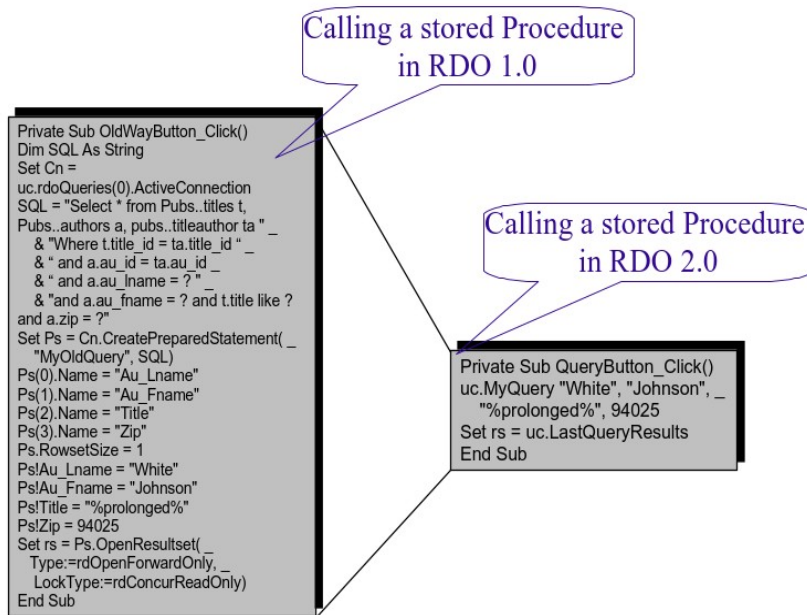 Calling a stored Procedure
in RDO 1.0
Private Sub OldWayButton_Click()
Dim SQL As String
Set Cn =
uc.rdoQueries(0).ActiveConnection
SQL = "Select * from Pubs..titles t,
Pubs..authors a, pubs..titleauthor ta " _
& "Where t.title_id = ta.title_id “ _
& “ and a.au_id = ta.au_id _
& “ and a.au_lname = ? " _
& "and a.au_fname = ? and t.title like ?
and a.zip = ?"
Set Ps = Cn.CreatePreparedStatement( _
"MyOldQuery", SQL)
Ps(0).Name = "Au_Lname"
Ps(1).Name = "Au_Fname"
Ps(2).Name = "Title"
Ps(3).Name = "Zip"
Ps.RowsetSize = 1
Ps!Au_Lname = "White"
Ps!Au_Fname = "Johnson"
Ps!Title = "%prolonged%"
Ps!Zip = 94025
Set rs = Ps.OpenResultset( _
Type:=rdOpenForwardOnly, _
LockType:=rdConcurReadOnly)
End Sub
Calling a stored Procedure
in RDO 2.0
Private Sub QueryButton_Click()
uc.MyQuery "White", "Johnson", _
"%prolonged%", 94025
Set rs = uc.LastQueryResults
End Sub